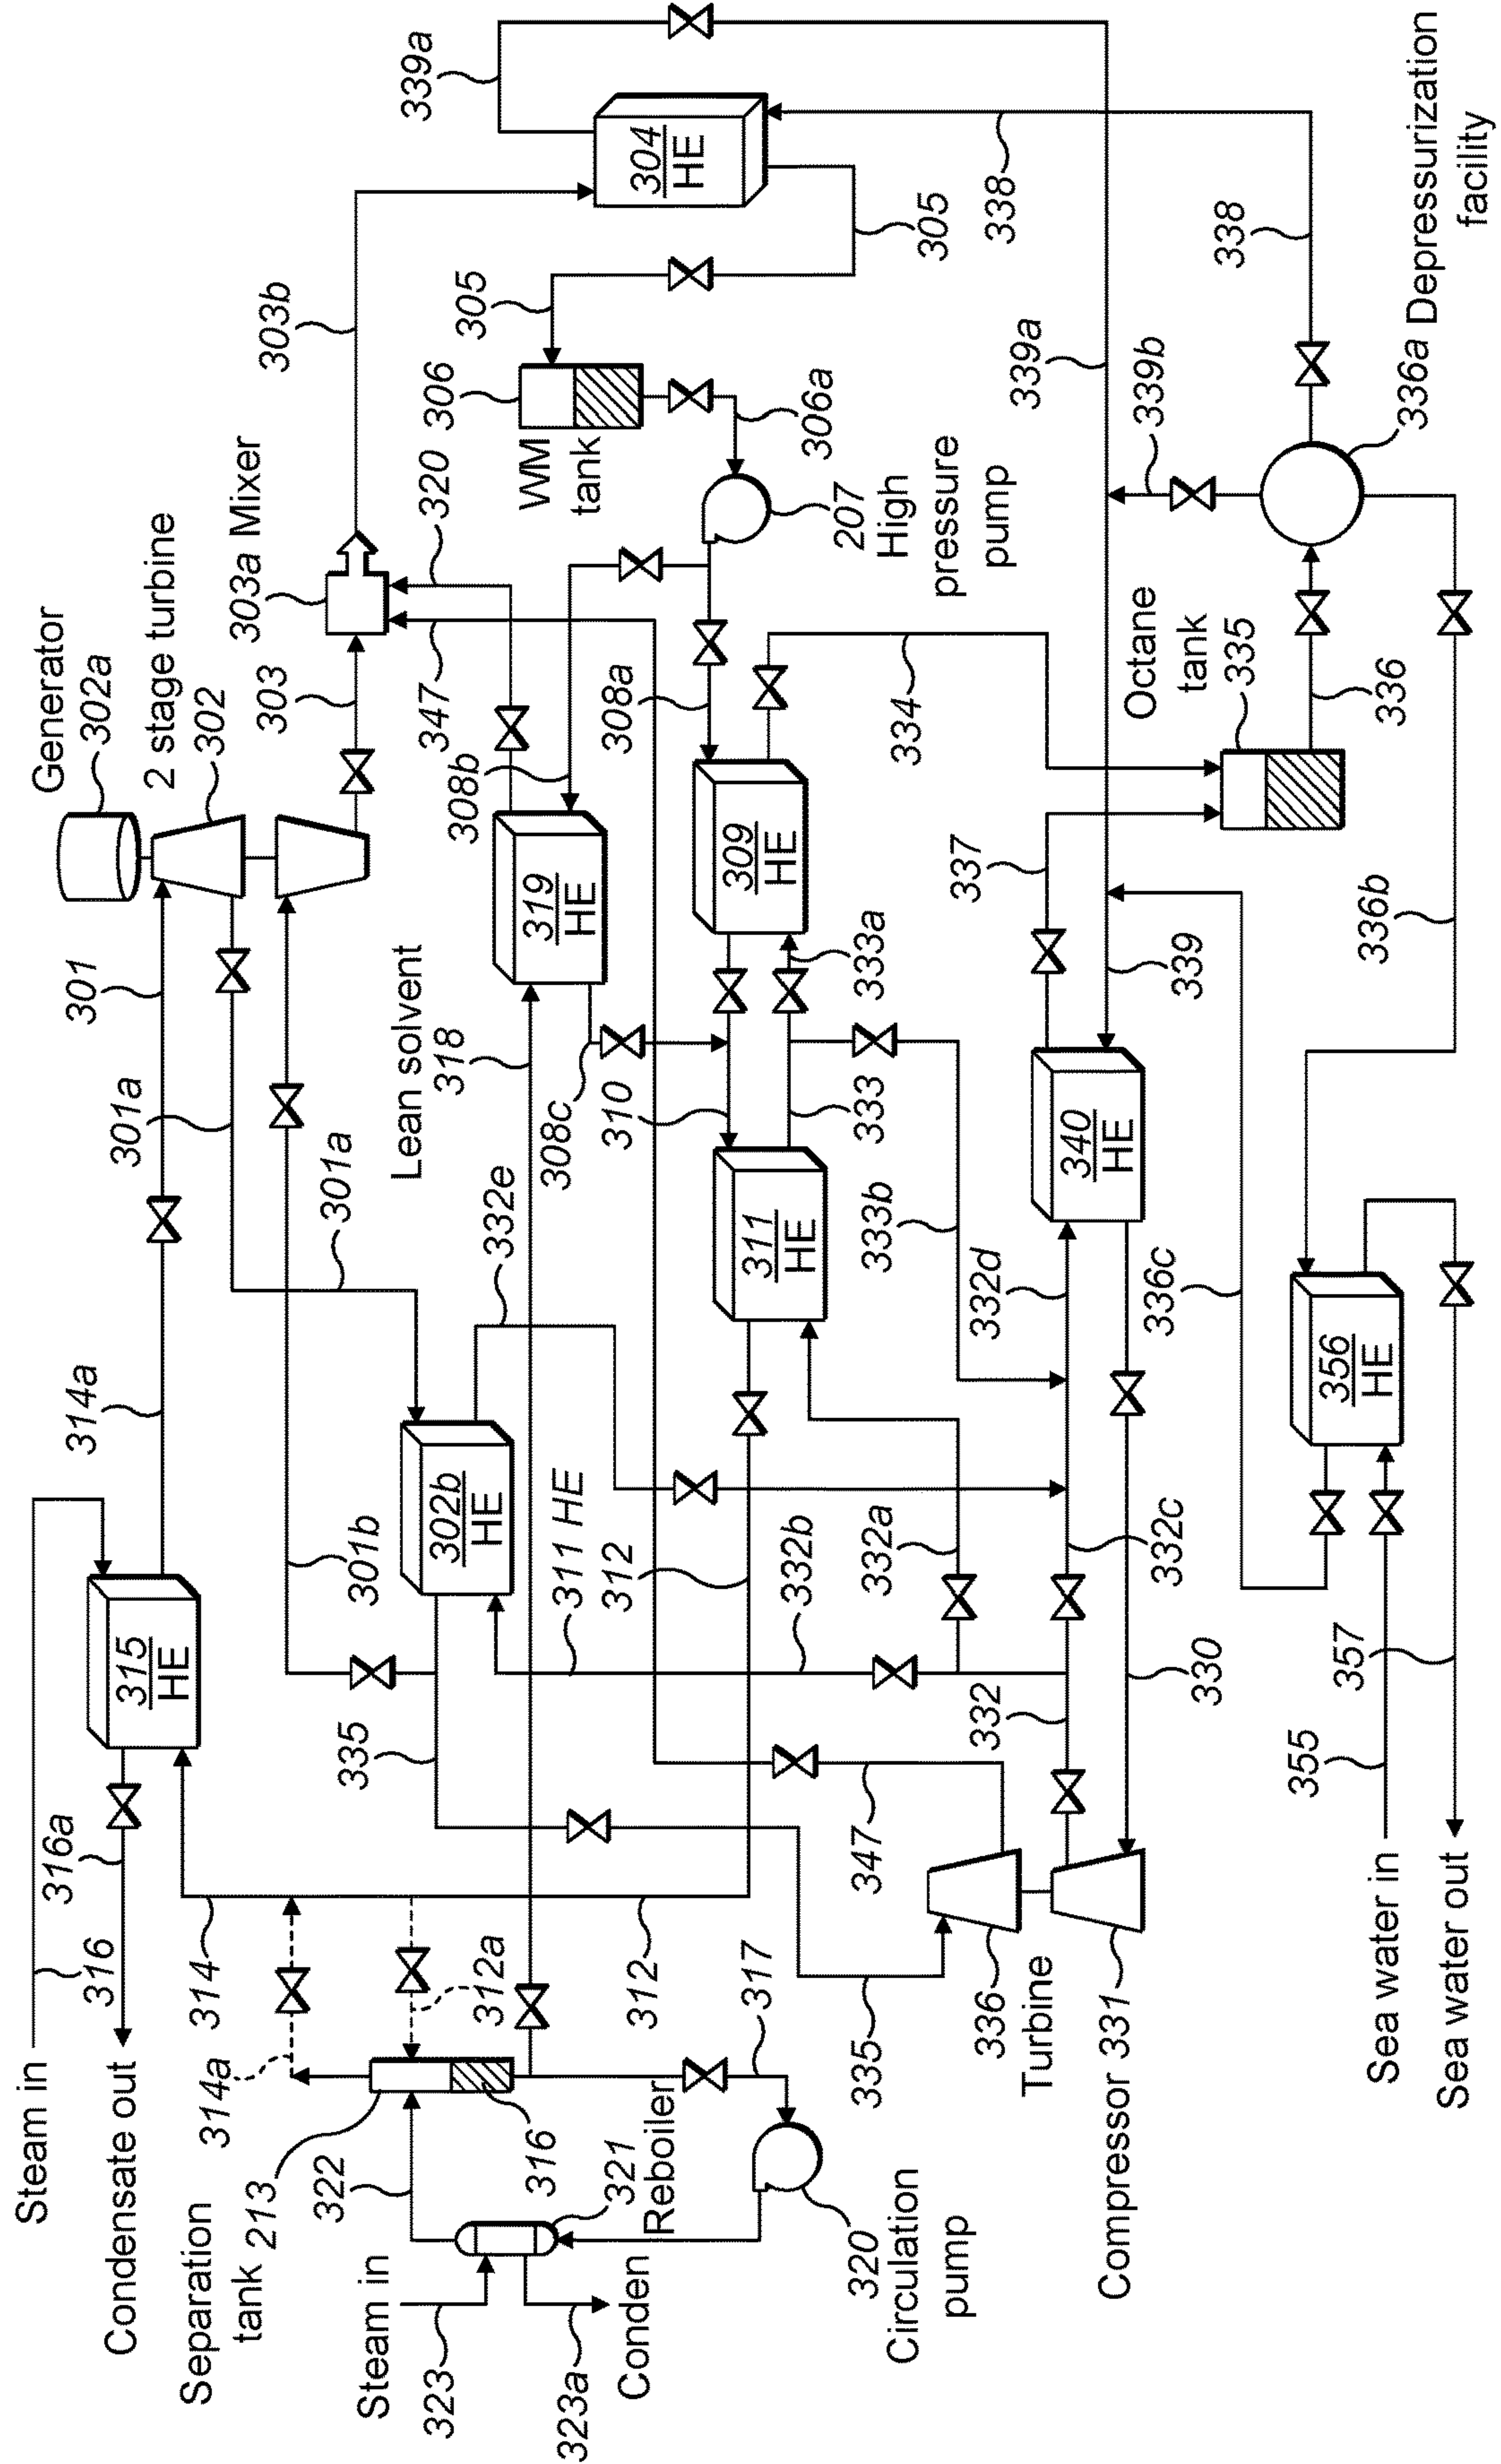 Steam in
Generator
316a
314a
301
302a
316
Condensate out
315
HE
301a
2 stage turbine
302
Separation
314
314a
tank 213
303a Mixer
303
303b
322
301a
335
301b
Steam in
Lean solvent
318
347
320
339a
323
302b
HE
308b
306
305
312a
332e
WM
tank
316
319
HE
323a
308c
311 HE
321
Reboiler
Conden
312
312
310
308a
304
HE
317
309
HE
306a
311
HE
332b
207
High
pressure
pump
320
Circulation
pump
335
347
332a
333b
333
333a
334
305
336
Turbine
332
332d
337
338
Compressor 331
332c
340
HE
339
339a
Octane
tank
335
339b
336c
330
338
355
Sea water in
356
HE
357
336b
336
336a
Depressurization
facility
Sea water out